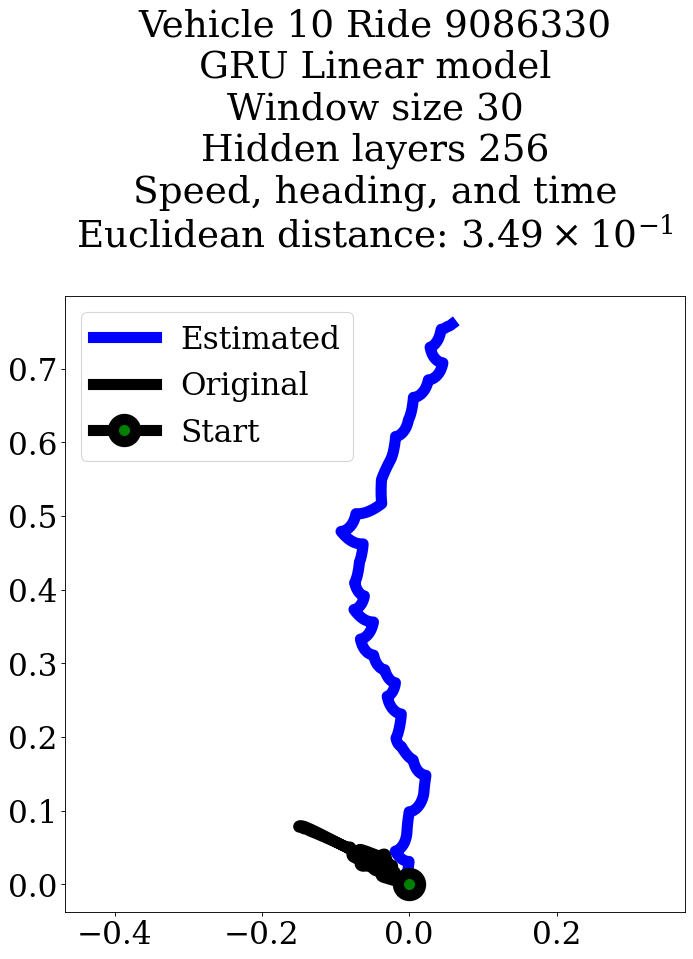 Vehicle 10 Ride 9086330
GRU Linear model
Window size 30
Hidden layers 256
Speed, heading, and time
Euclidean distance: 3.49 × 10⁻¹
Estimated
Original
Start
0.7
0.6
0.5
0.4
0.3
0.2
0.1
0.0
−0.4 −0.2 0.0 0.2